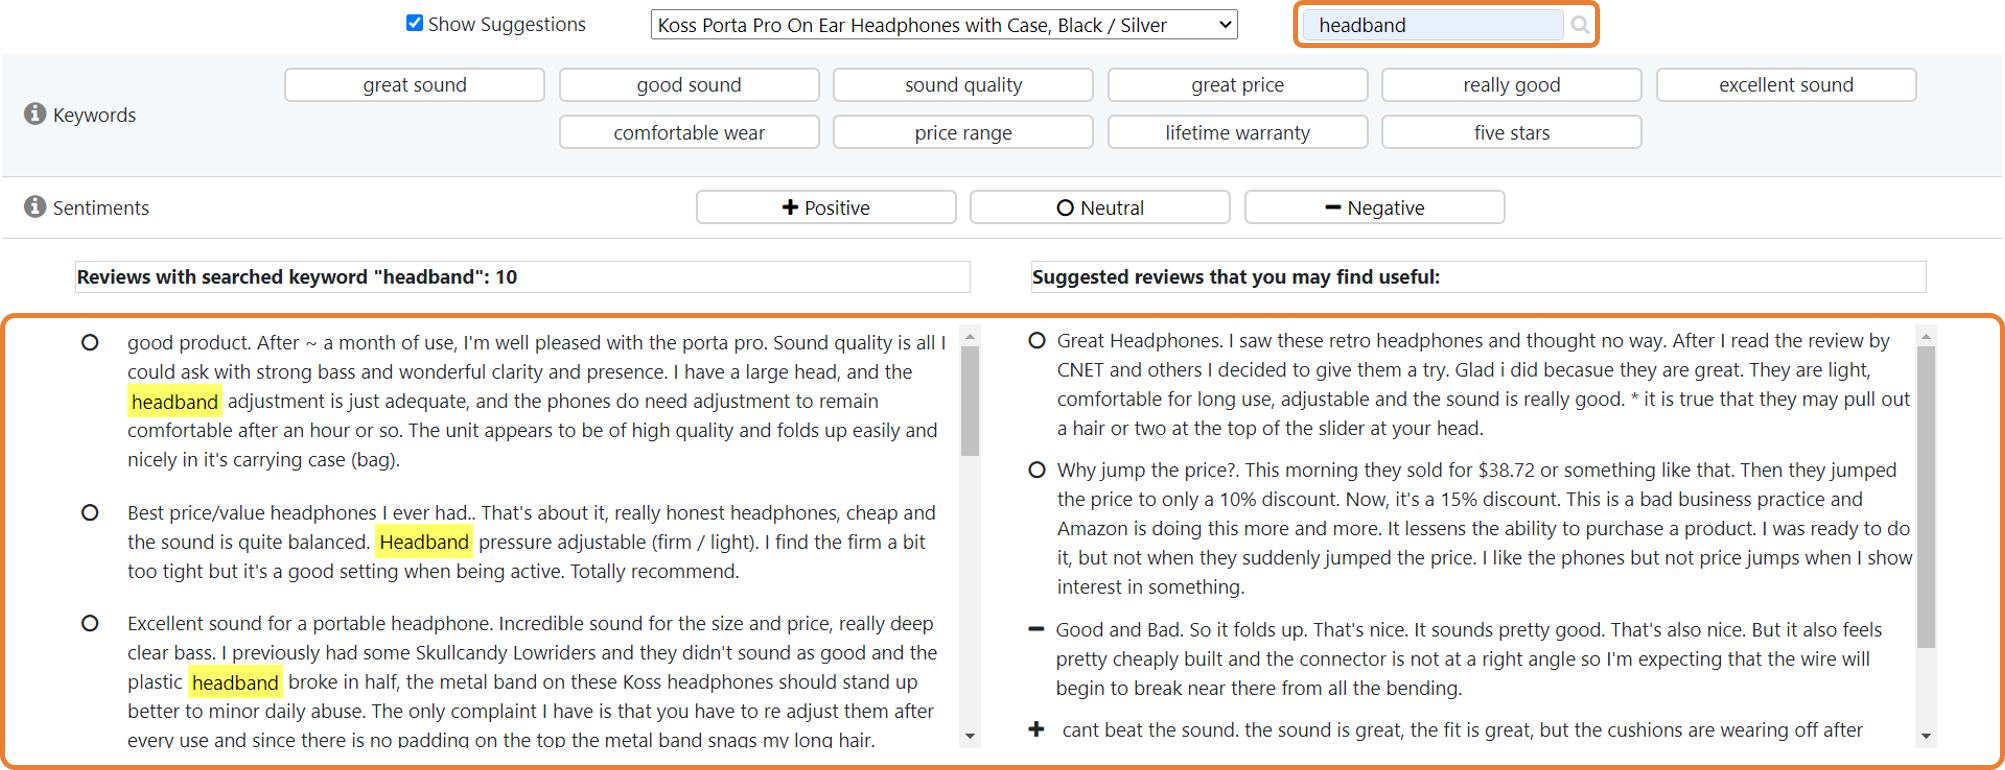 Show Suggestions
Koss Porta Pro On Ear Headphones with Case, Black / Silver
headband
Keywords
great sound
good sound
sound quality
great price
really good
excellent sound
comfortable wear
price range
lifetime warranty
five stars
Sentiments
Positive
Neutral
Negative
Reviews with searched keyword "headband": 10
good product. After ~ a month of use, I'm well pleased with the porta pro. Sound quality is all I
could ask with strong bass and wonderful clarity and presence. I have a large head, and the
headband adjustment is just adequate, and the phones do need adjustment to remain
comfortable after an hour or so. The unit appears to be of high quality and folds up easily and
nicely in it's carrying case (bag).
Best price/value headphones I ever had.. That's about it, really honest headphones, cheap and
the sound is quite balanced. Headband pressure adjustable (firm / light). I find the firm a bit
too tight but it's a good setting when being active. Totally recommend.
Excellent sound for a portable headphone. Incredible sound for the size and price, really deep
clear bass. I previously had some Skullcandy Lowriders and they didn't sound as good and the
plastic headband broke in half, the metal band on these Koss headphones should stand up
better to minor daily abuse. The only complaint I have is that you have to re adjust them after
every use and since there is no padding on the top the metal band snags my long hair.
Suggested reviews that you may find useful:
Great Headphones. I saw these retro headphones and thought no way. After I read the review by
CNET and others I decided to give them a try. Glad i did becasue they are great. They are light,
comfortable for long use, adjustable and the sound is really good. * it is true that they may pull out
a hair or two at the top of the slider at your head.
Why jump the price?. This morning they sold for $38.72 or something like that. Then they jumped
the price to only a 10% discount. Now, it's a 15% discount. This is a bad business practice and
Amazon is doing this more and more. It lessens the ability to purchase a product. I was ready to do
it, but not when they suddenly jumped the price. I like the phones but not price jumps when I show
interest in something.
Good and Bad. So it folds up. That's nice. It sounds pretty good. That's also nice. But it also feels
pretty cheaply built and the connector is not at a right angle so I'm expecting that the wire will
begin to break near there from all the bending.
cant beat the sound. the sound is great, the fit is great, but the cushions are wearing off after